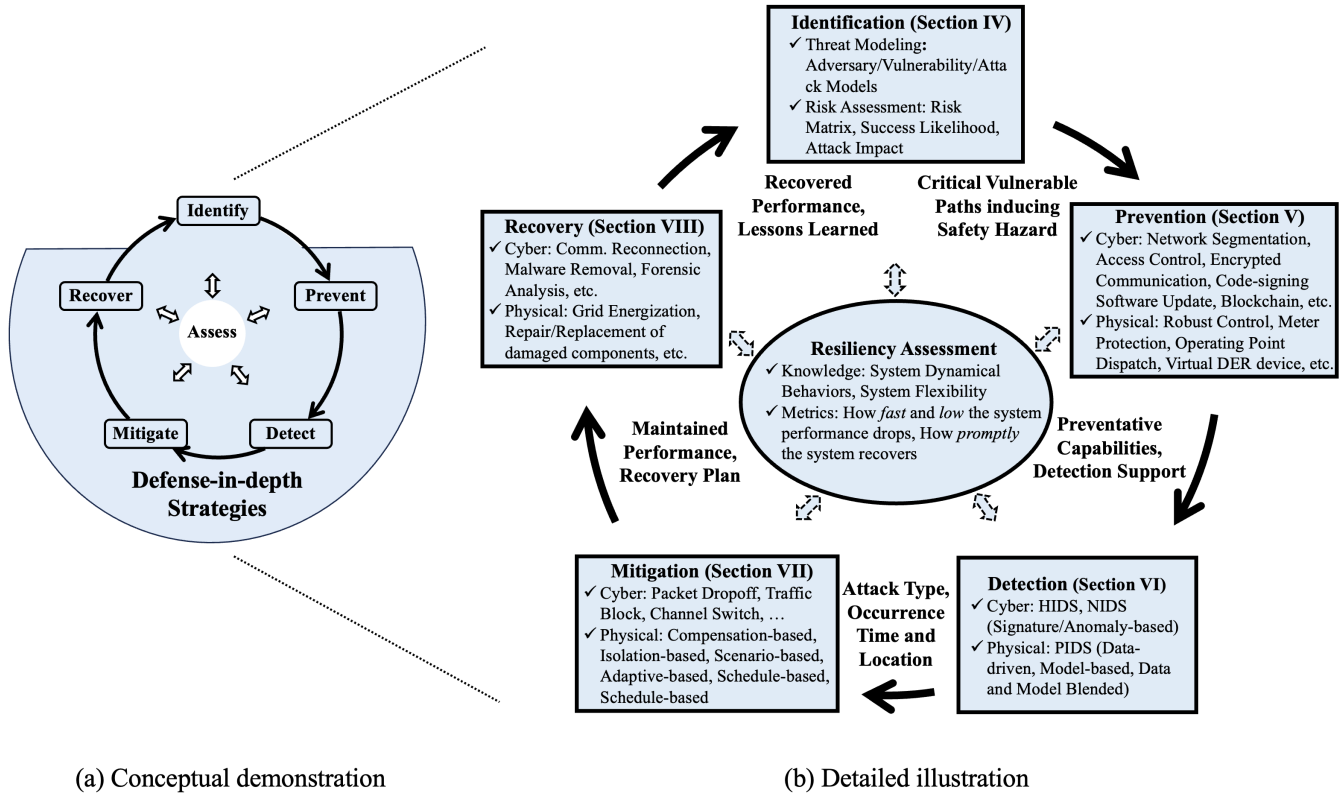 Identify
Recover
Prevent
Assess
Mitigate
Detect
Defense-in-depth
Strategies
(a) Conceptual demonstration
Identification (Section IV)
✓ Threat Modeling:
Adversary/Vulnerability/Atta
ck Models
✓ Risk Assessment: Risk
Matrix, Success Likelihood,
Attack Impact
Recovered
Performance,
Lessons Learned
Critical Vulnerable
Paths inducing
Safety Hazard
Recovery (Section VIII)
✓ Cyber: Comm. Reconnection,
Malware Removal, Forensic
Analysis, etc.
✓ Physical: Grid Energization,
Repair/Replacement of
damaged components, etc.
Prevention (Section V)
✓ Cyber: Network Segmentation,
Access Control, Encrypted
Communication, Code-signing
Software Update, Blockchain, etc.
✓ Physical: Robust Control, Meter
Protection, Operating Point
Dispatch, Virtual DER device, etc.
Resiliency Assessment
✓ Knowledge: System Dynamical
Behaviors, System Flexibility
✓ Metrics: How fast and low the system
performance drops, How promptly
the system recovers
Maintained
Performance,
Recovery Plan
Preventative
Capabilities,
Detection Support
Mitigation (Section VII)
✓ Cyber: Packet Dropoff, Traffic
Block, Channel Switch, …
✓ Physical: Compensation-based,
Isolation-based, Scenario-based,
Adaptive-based, Schedule-based,
Schedule-based
Attack Type,
Occurrence
Time and
Location
Detection (Section VI)
✓ Cyber: HIDS, NIDS
(Signature/Anomaly-based)
✓ Physical: PIDS (Data-
driven, Model-based, Data
and Model Blended)
(b) Detailed illustration